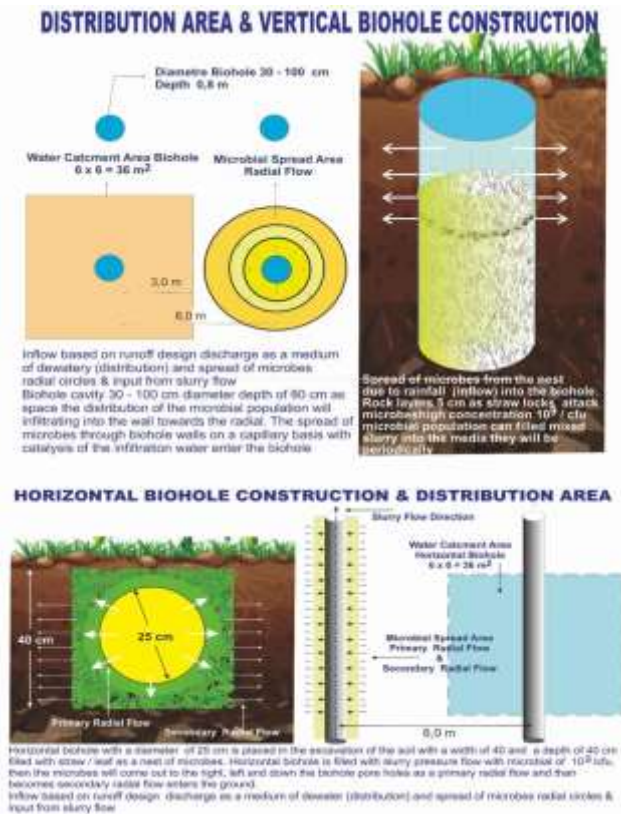 DISTRIBUTION AREA & VERTICAL BIOHOLE CONSTRUCTION
Diametre Biohole 30 - 100 cm
Depth 0,8 m
Water Catcment Area Biohole
6 x 6 = 36 m²
Microbial Spread Area
Radial Flow
3,0 m
6,0 m
Inflow based on runoff design discharge as a medium
of dewatery (distribution) and spread of microbes
radial circles & input from slurry flow
Biohole cavity 30 - 100 cm diameter depth of 80 cm as
space the distribution of the microbial population will
infiltrating into the wall towards the radial. The spread of
microbes through biohole walls on a capillary basis with
catalysis of the infiltration water enter the biohole
Spread of microbes from the nest
due to rainfall (inflow) into the biohole.
Rock layers 5 cm as straw locks, attack
microbeshigh concentration 10⁸ / cfu
microbial population can filled mixed
slurry into the media they will be
periodically
HORIZONTAL BIOHOLE CONSTRUCTION & DISTRIBUTION AREA
Slurry Flow Direction
Water Catchment Area
Horizontal Biohole
6 x 6 = 36 m²
40 cm
25 cm
Microbial Spread Area
Primary Radial Flow
&
Secondary Radial Flow
Primary Radial Flow
Secondary Radial Flow
6,0 m
Horizontal biohole with a diameter of 25 cm is placed in the excavation of the soil with a width of 40 and a depth of 40 cm
filled with straw / leaf as a nest of microbes. Horizontal biohole is filled with slurry pressure flow with microbial of 10⁸
then the microbes will come out to the right, left and down the biohole pore holes as a primary radial flow and than
becomes secondary radial flow enters the ground.
Inflow based on runoff design discharge as a medium of dewater (distribution) and spread of microbes radial circles &
input from slurry flow